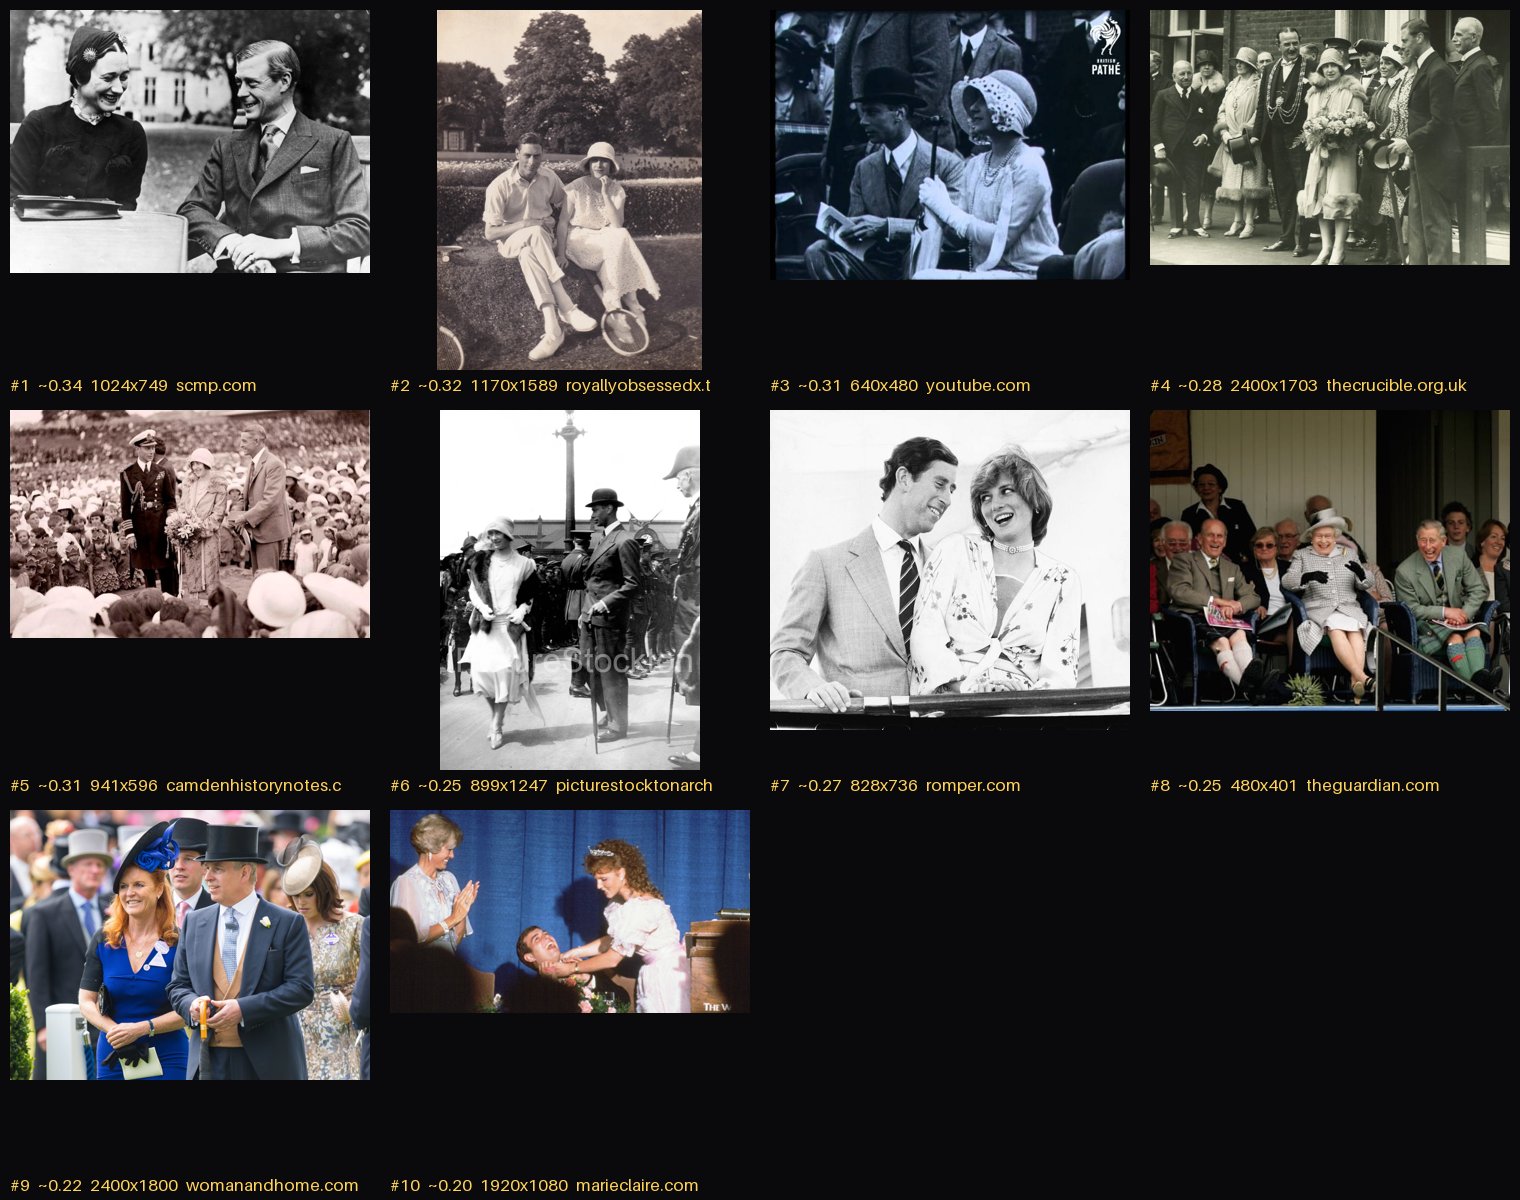 BRITISH
PATHÉ
#1 ~0.34 1024x749 scmp.com
#2 ~0.32 1170x1589 royallyobsessedx.t
#3 ~0.31 640x480 youtube.com
#4 ~0.28 2400x1703 thecrucible.org.uk
#5 ~0.31 941x596 camdenhistorynotes.c
#6 ~0.25 899x1247 picturestocktonarch
#7 ~0.27 828x736 romper.com
#8 ~0.25 480x401 theguardian.com
THE W
#9 ~0.22 2400x1800 womanandhome.com
#10 ~0.20 1920x1080 marieclaire.com